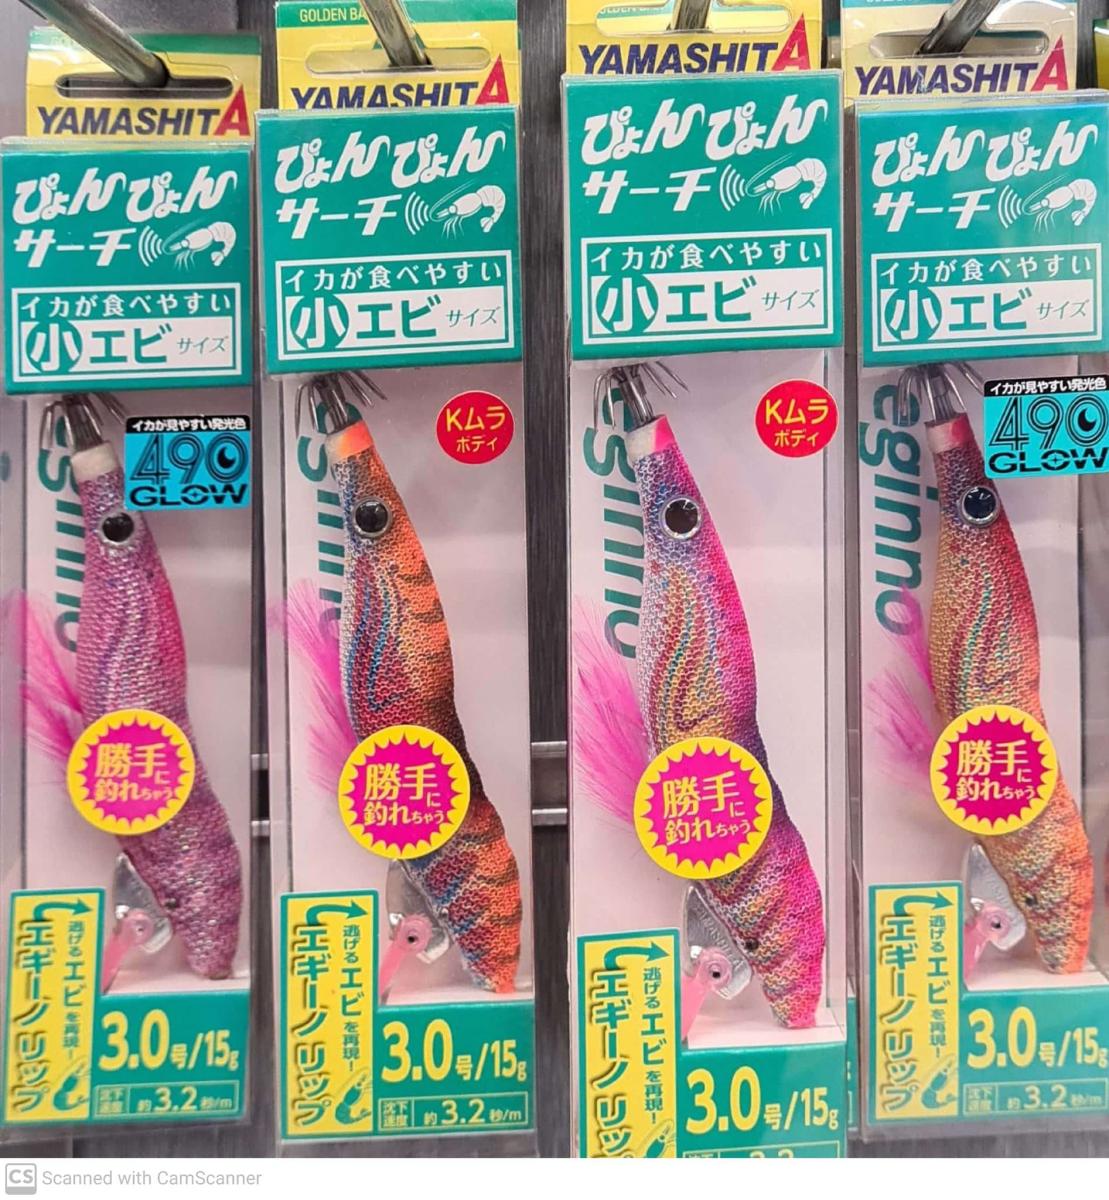 YAMASHITA
ぴょんぴょん
サーチ
イカが食べやすい
小エビサイズ
イカが見やすい発光色
490
GLOW
勝手に
釣れちゃう
逃げるエビを再現!
エギーノリップ
3.0号/15g
沈下速度 約3.2秒/m
GOLDEN BA
YAMASHITA
ぴょんぴょん
サーチ
イカが食べやすい
小エビサイズ
Kムラ
ボディ
勝手に
釣れちゃう
逃げるエビを再現!
エギーノリップ
3.0号/15g
沈下速度 約3.2秒/m
YAMASHITA
ぴょんぴょん
サーチ
イカが食べやすい
小エビサイズ
Kムラ
ボディ
eginno
勝手に
釣れちゃう
逃げるエビを再現!
エギーノリップ
3.0号/15g
YAMASHITA
ぴょんぴょん
サーチ
イカが食べやすい
小エビサイズ
イカが見やすい発光色
490
GLOW
eginno
勝手に
釣れちゃう
逃げるエビを再現!
エギーノリップ
3.0号/15g
沈下速度 約3.2秒/m
CS Scanned with CamScanner